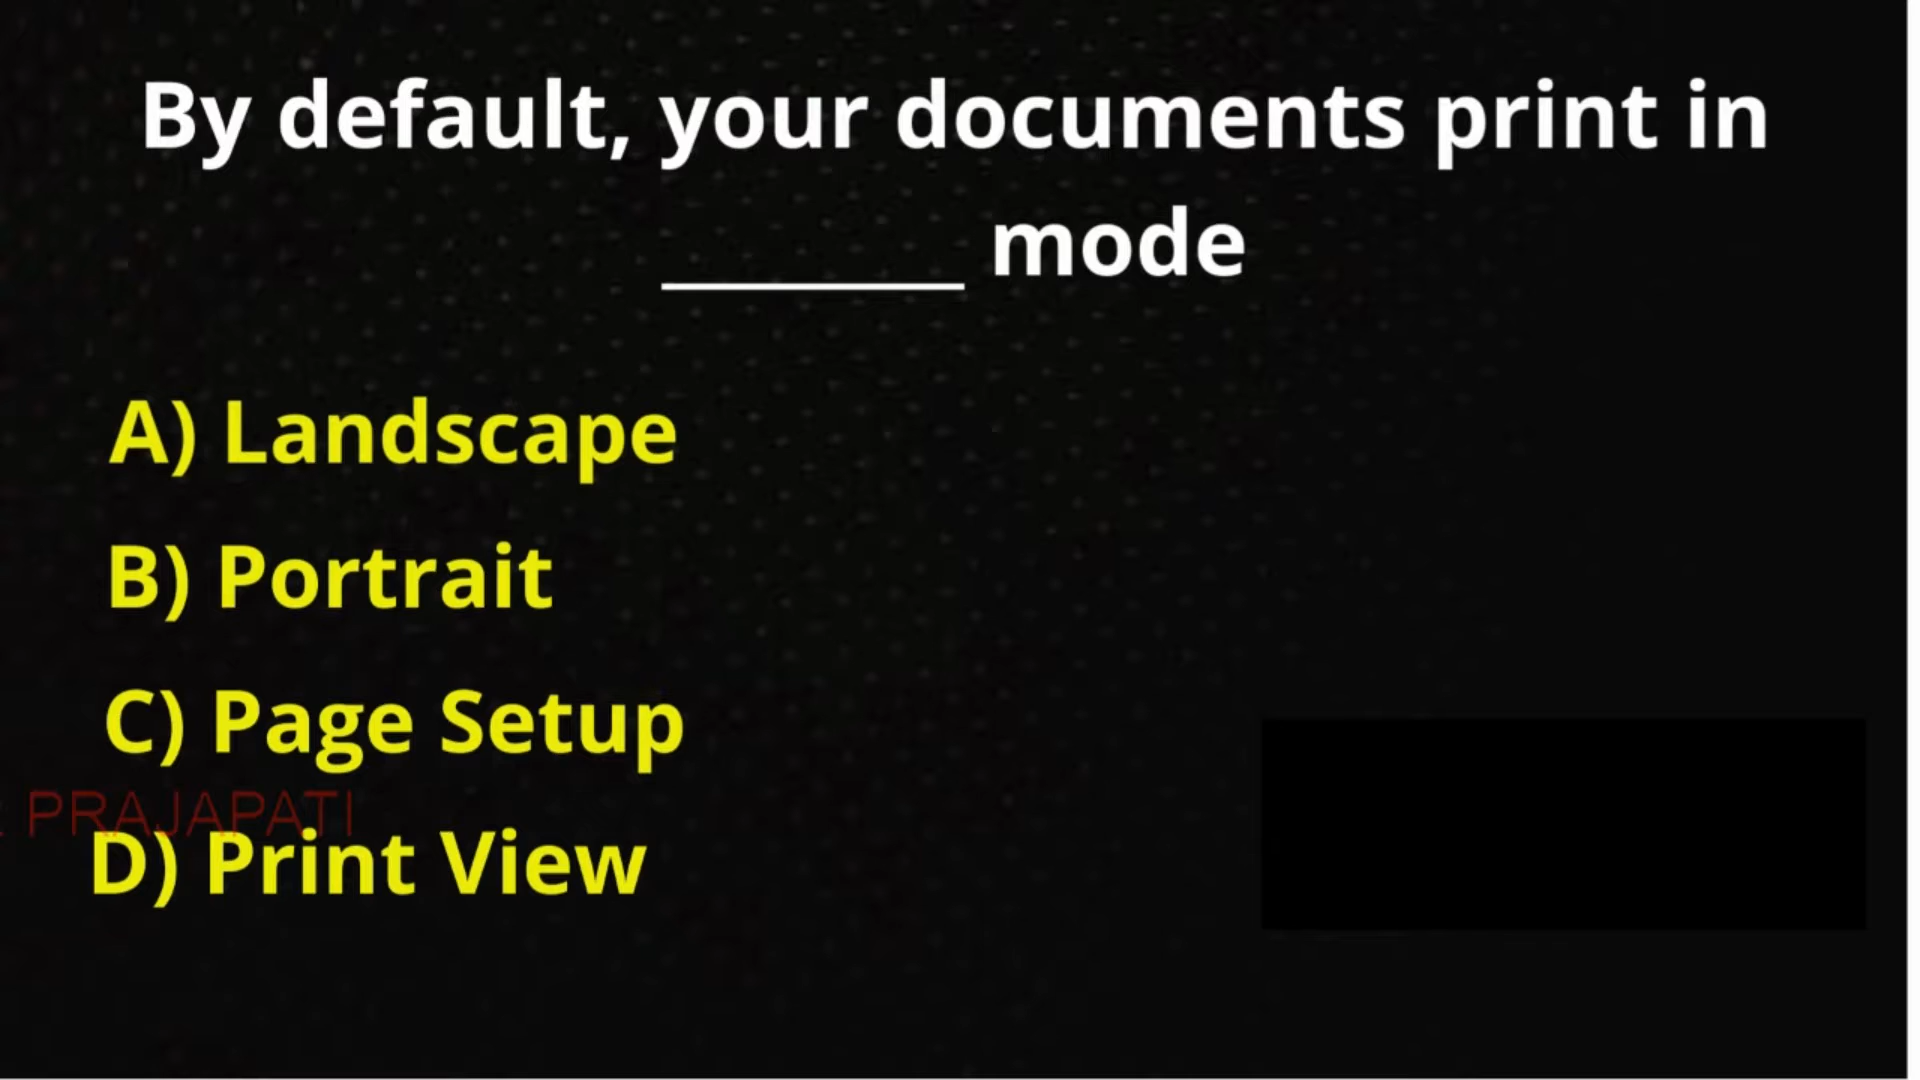 By default, your documents print in
________ mode
A) Landscape
B) Portrait
C) Page Setup
PRAJAPATI
D) Print View